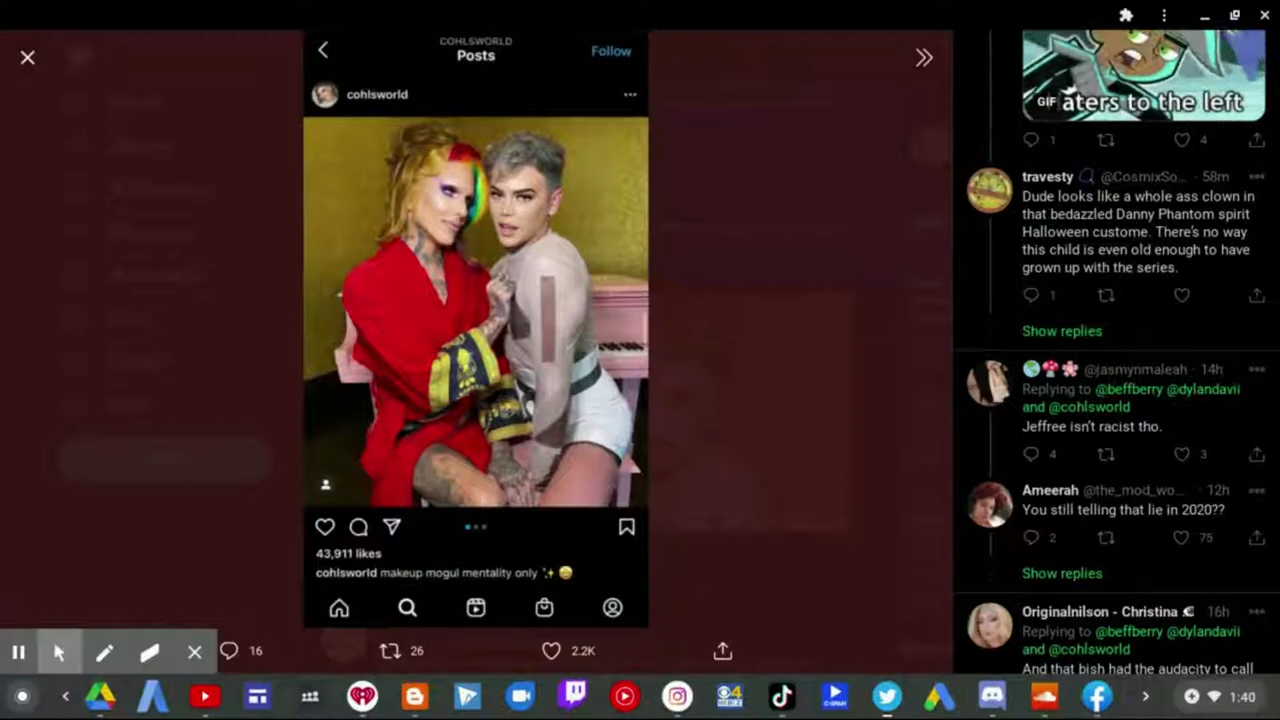 COHLSWORLD
Posts
Follow
cohlsworld
43,911 likes
cohlsworld makeup mogul mentality only ✨ 🤩
16
26
2.2K
GIF
aters to the left
1
4
travesty @CosmixSo... · 58m
Dude looks like a whole ass clown in
that bedazzled Danny Phantom spirit
Halloween custome. There's no way
this child is even old enough to have
grown up with the series.
1
Show replies
🌎🍄🌸 @jasmynmaleah · 14h
Replying to @beffberry @dylandavii
and @cohlsworld
Jeffree isn't racist tho.
4
3
Ameerah @the_mod_wo... · 12h
You still telling that lie in 2020??
2
75
Show replies
Originalnilson - Christina · 16h
Replying to @beffberry @dylandavii
and @cohlsworld
And that bish had the audacity to call
C-SPAN
1:40